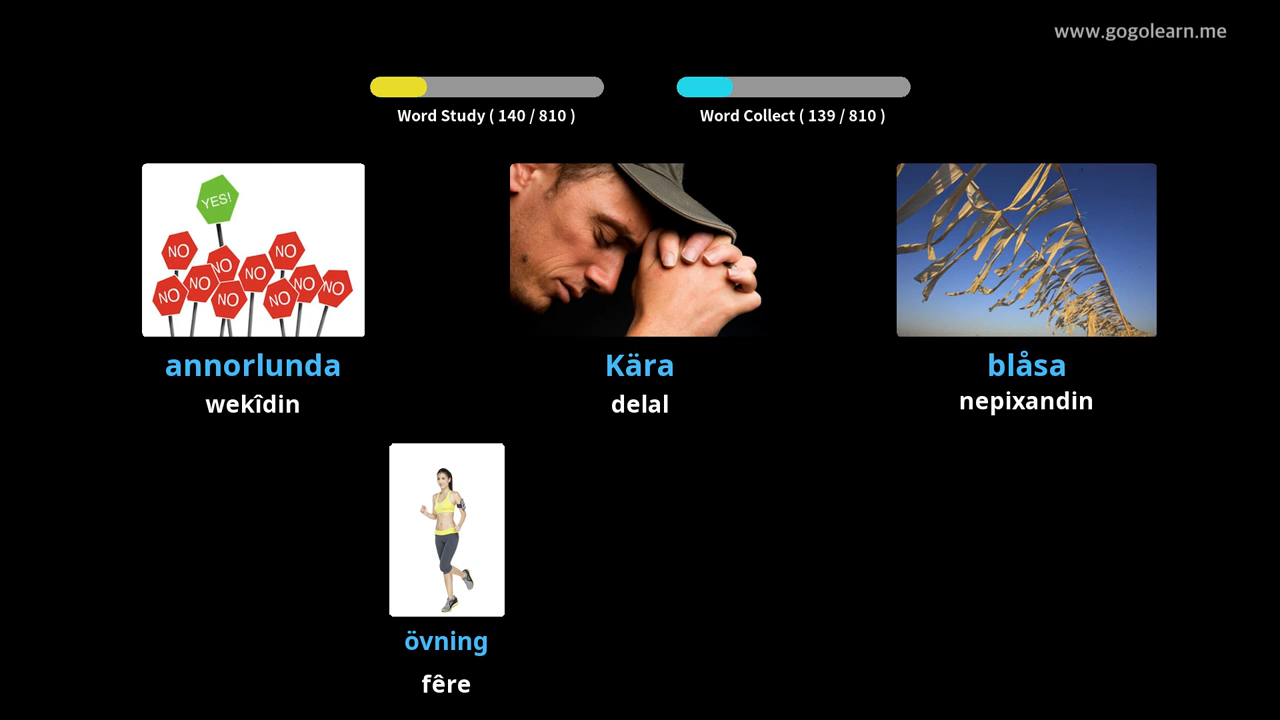 www.gogolearn.me
Word Study ( 140 / 810 )
Word Collect ( 139 / 810 )
YES!
NO
NO
NO
NO
NO
NO
NO
NO
NO
NO
annorlunda
wekîdin
Kära
delal
blåsa
nepixandin
övning
fêre